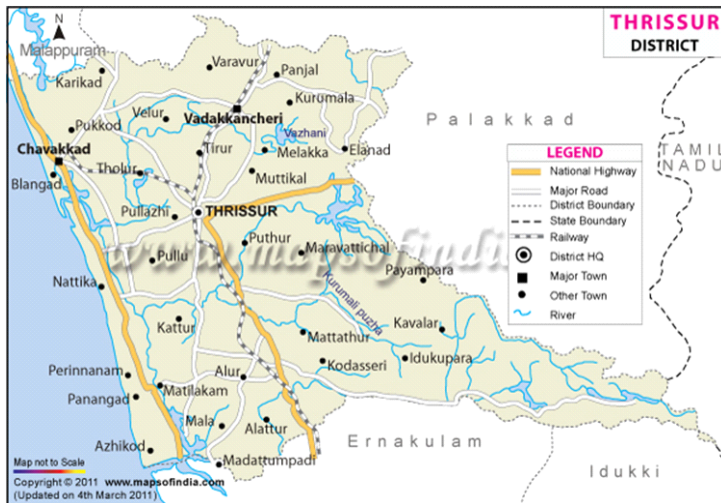 THRISSUR
DISTRICT
N
Malappuram
Karikad
Varavur
Panjal
Kurumala
Velur
Vadakkancheri
Pukkod
Vazhani
Chavakkad
Tirur
Melakka
Elanad
Blangad
Tholur
Muttikal
Palakkad
TAMIL
NADU
Pullazhi
THRISSUR
Puthur
Maravattichal
Pullu
www.mapsofindia
Payampara
Nattika
Kurumali puzha
Kattur
Mattathur
Kavalar
Kodasseri
Idukupara
Perinnanam
Alur
Matilakam
Panangad
Mala
Alattur
Azhikod
Madattumpadi
Ernakulam
Idukki
LEGEND
National Highway
Major Road
District Boundary
State Boundary
Railway
District HQ
Major Town
Other Town
River
Map not to Scale
Copyright © 2011 www.mapsofindia.com
(Updated on 4th March 2011)